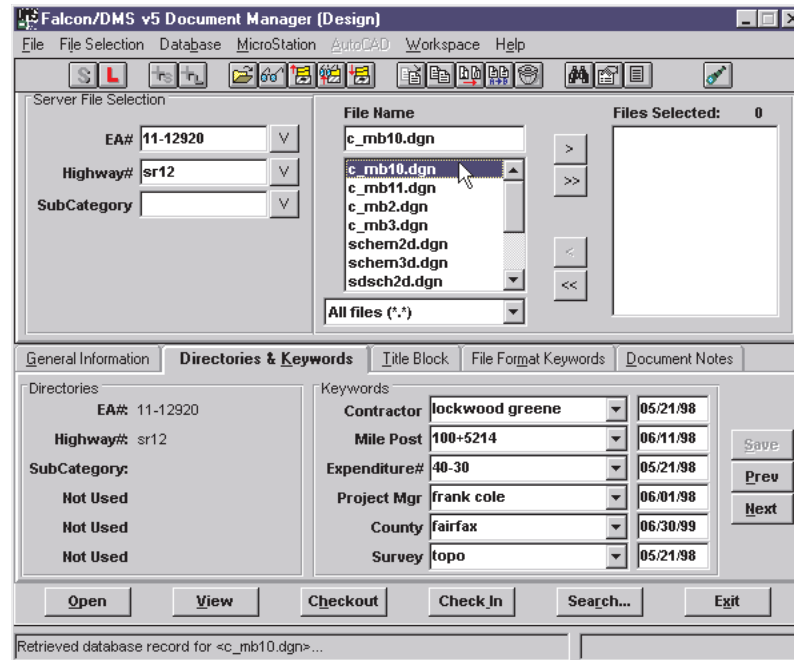 Falcon/DMS v5 Document Manager (Design)
File File Selection Database MicroStation AutoCAD Workspace Help
S L
Server File Selection
EA# 11-12920 V
Highway# sr12 V
SubCategory V
File Name
c_mb10.dgn
c_mb10.dgn
c_mb11.dgn
c_mb2.dgn
c_mb3.dgn
schem2d.dgn
schem3d.dgn
sdsch2d.dgn
All files (*.*)
>
>>
<
<<
Files Selected: 0
General Information Directories & Keywords Title Block File Format Keywords Document Notes
Directories
EA#: 11-12920
Highway#: sr12
SubCategory:
Not Used
Not Used
Not Used
Keywords
Contractor lockwood greene 05/21/98
Mile Post 100+5214 06/11/98
Expenditure# 40-30 05/21/98
Project Mgr frank cole 06/01/98
County fairfax 06/30/99
Survey topo 05/21/98
Save
Prev
Next
Open View Checkout Check In Search... Exit
Retrieved database record for <c_mb10.dgn>...